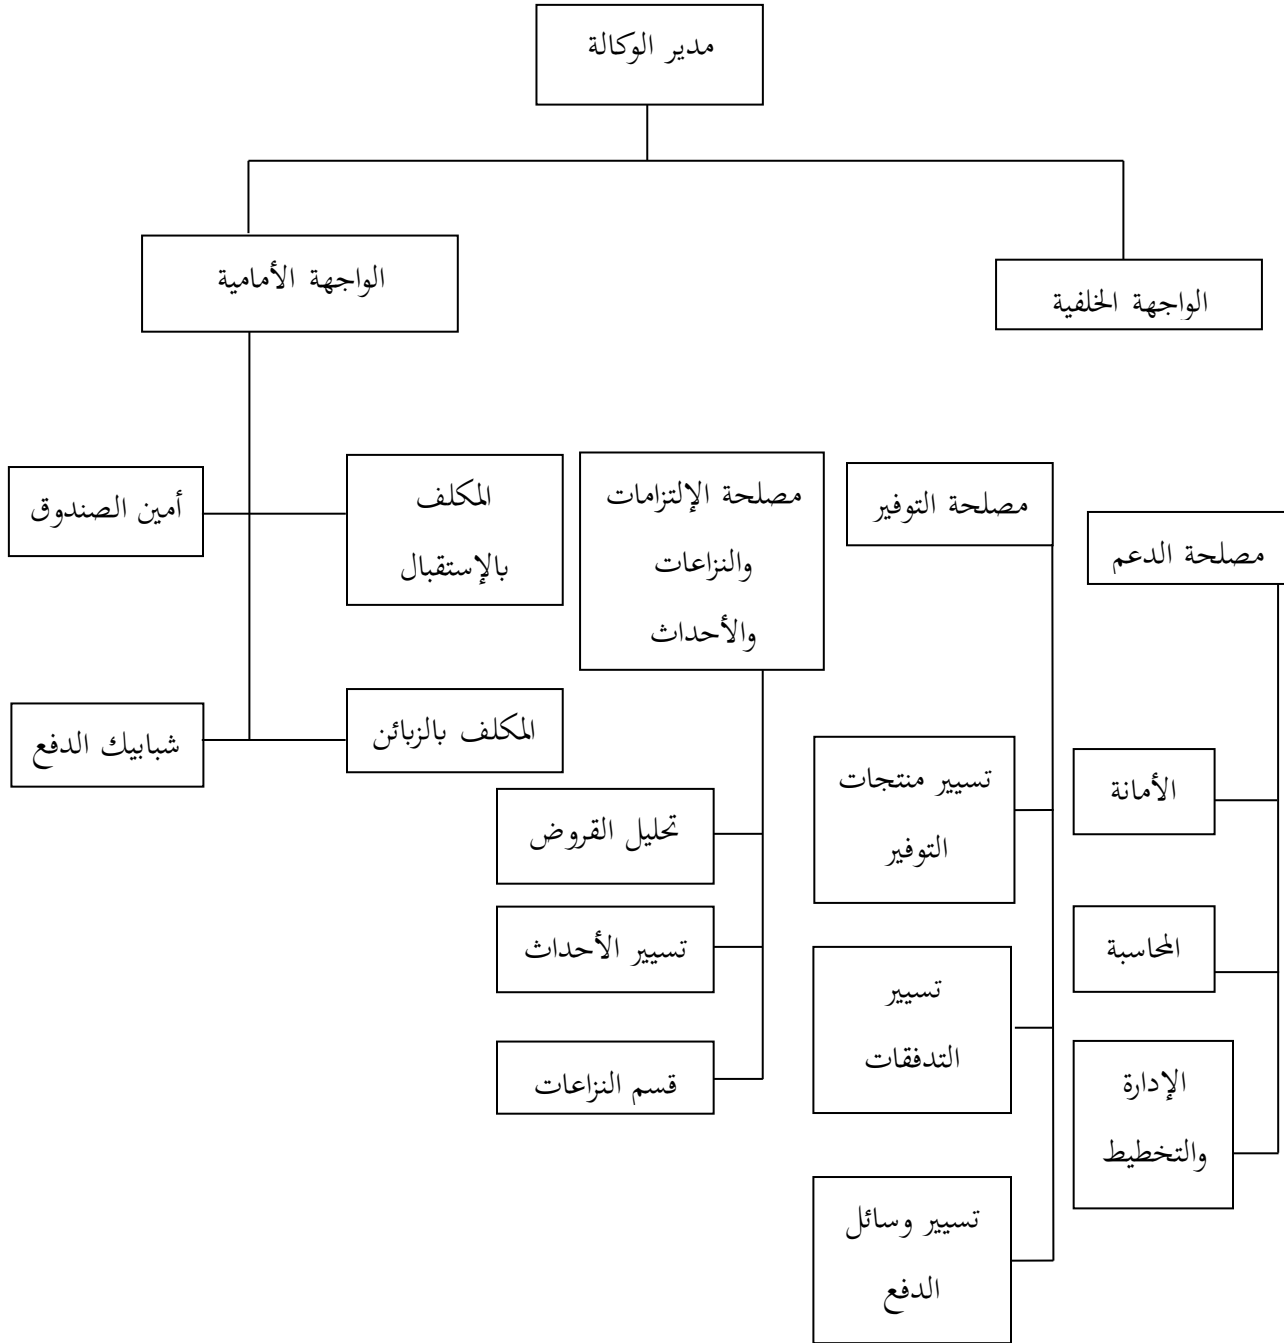 مدير الوكالة
الواجهة الخلفية
الواجهة الأمامية
مصلحة الدعم
الأمانة
المحاسبة
الإدارة
والتخطيط
مصلحة التوفير
تسيير منتجات
التوفير
تسيير
التدفقات
تسيير وسائل
الدفع
مصلحة الإلتزامات
والنزاعات
والأحداث
تحليل القروض
تسيير الأحداث
قسم النزاعات
المكلف
بالإستقبال
أمين الصندوق
المكلف بالزبائن
شبابيك الدفع